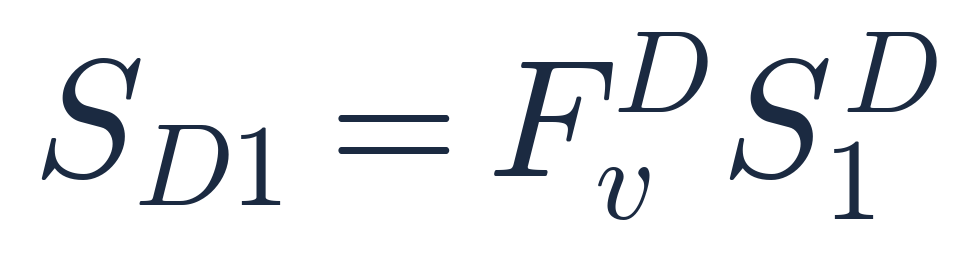 $S_{D1} = F_v^D S_1^D$